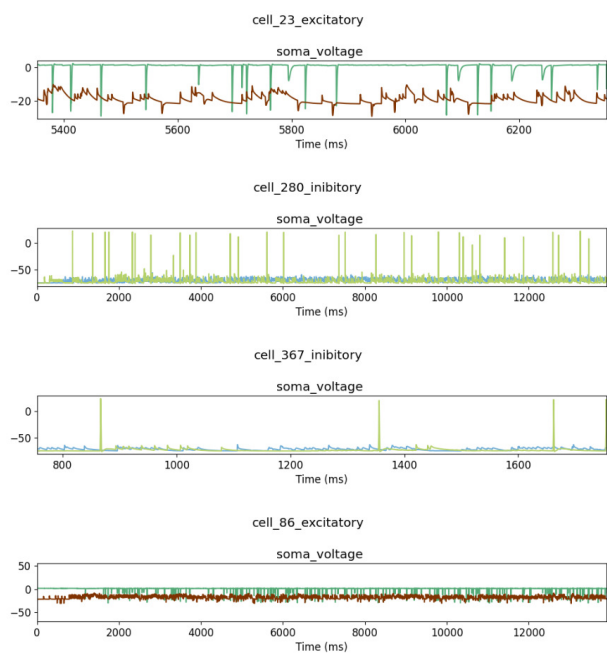 cell_23_excitatory
soma_voltage
0
−20
5400 5600 5800 6000 6200
Time (ms)
cell_280_inibitory
soma_voltage
0
−50
0 2000 4000 6000 8000 10000 12000
Time (ms)
cell_367_inibitory
soma_voltage
0
−50
800 1000 1200 1400 1600
Time (ms)
cell_86_excitatory
soma_voltage
50
0
−50
0 2000 4000 6000 8000 10000 12000
Time (ms)